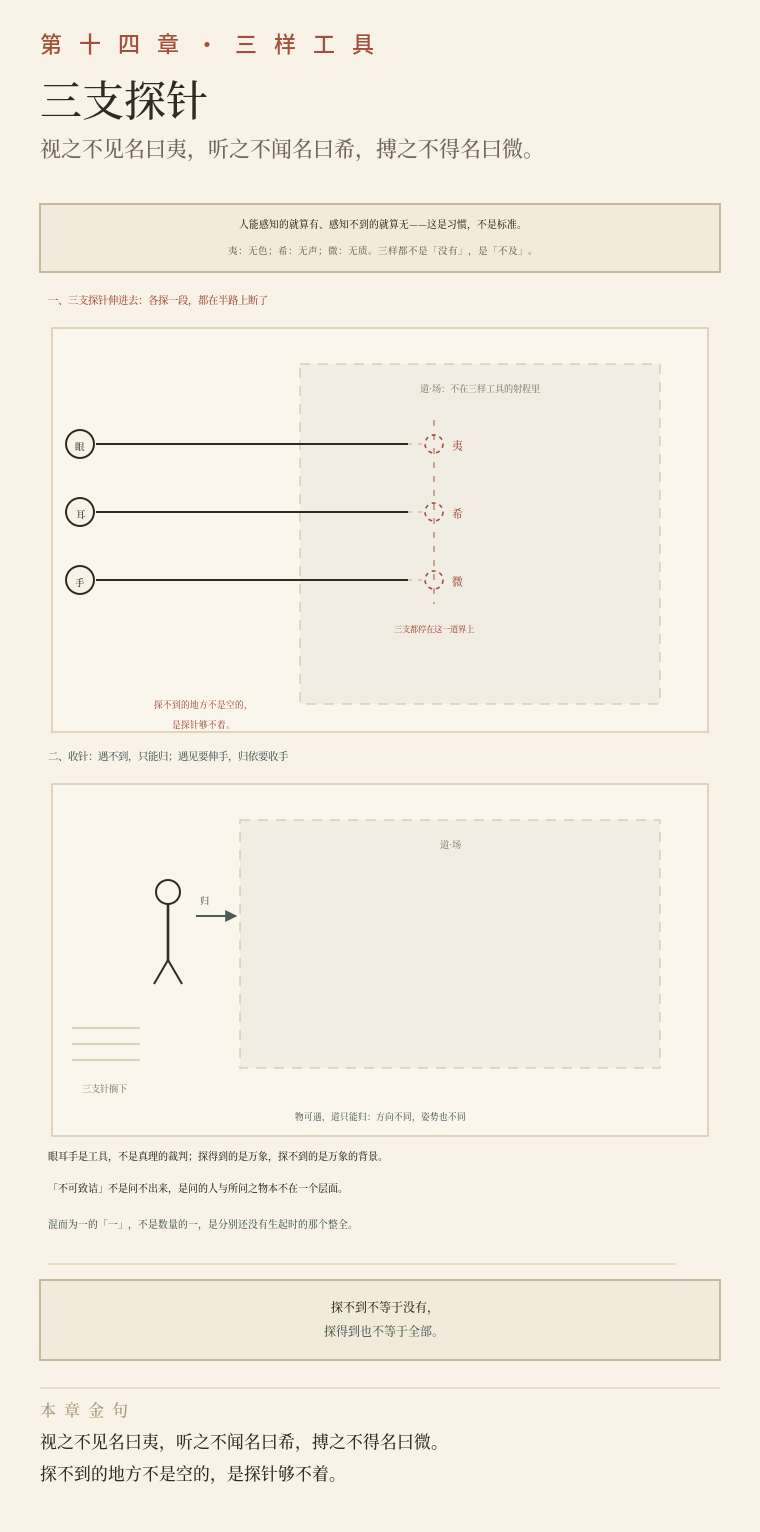 第十四章·三样工具
三支探针
视之不见名曰夷，听之不闻名曰希，搏之不得名曰微。
人能感知的就算有、感知不到的就算无——这是习惯，不是标准。
夷：无色；希：无声；微：无质。三样都不是「没有」，是「不及」。
一、三支探针伸进去：各探一段，都在半路上断了
道·场：不在三样工具的射程里
眼
夷
耳
希
手
微
三支都停在这一道界上
探不到的地方不是空的，
是探针够不着。
二、收针：遇不到，只能归；遇见要伸手，归依要收手
道·场
归
三支针搁下
物可遇，道只能归：方向不同，姿势也不同
眼耳手是工具，不是真理的裁判；探得到的是万象，探不到的是万象的背景。
「不可致诘」不是问不出来，是问的人与所问之物本不在一个层面。
混而为一的「一」，不是数量的一，是分别还没有生起时的那个整全。
探不到不等于没有，
探得到也不等于全部。
本章金句
视之不见名曰夷，听之不闻名曰希，搏之不得名曰微。
探不到的地方不是空的，是探针够不着。